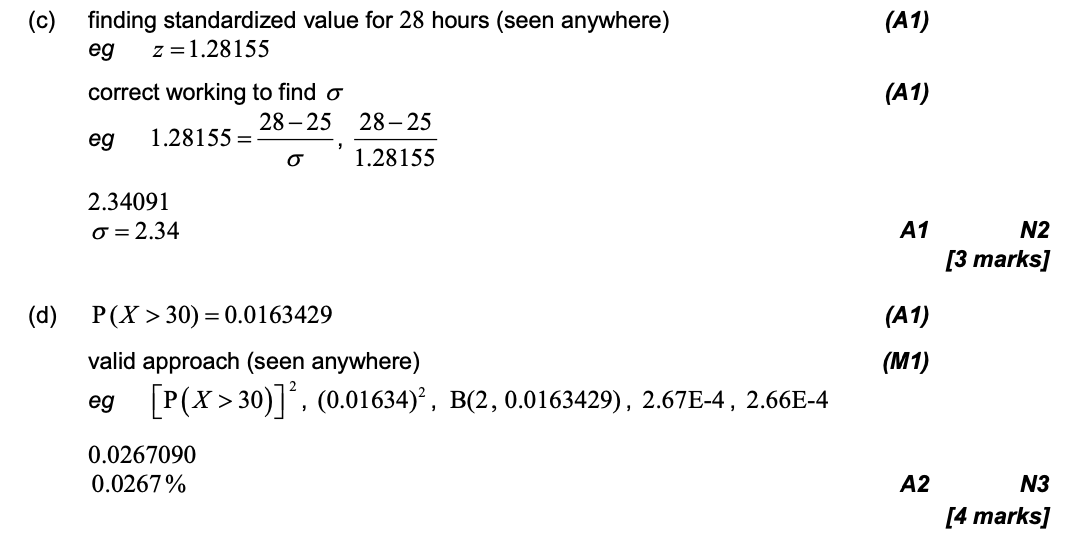 (c) finding standardized value for 28 hours (seen anywhere) (A1)
eg z = 1.28155
correct working to find σ (A1)
eg 1.28155 = \frac{28 − 25}{σ}, \frac{28 − 25}{1.28155}
2.34091
σ = 2.34 A1 N2
[3 marks]
(d) P(X > 30) = 0.0163429 (A1)
valid approach (seen anywhere) (M1)
eg [P(X > 30)]², (0.01634)², B(2, 0.0163429), 2.67E-4, 2.66E-4
0.0267090
0.0267% A2 N3
[4 marks]